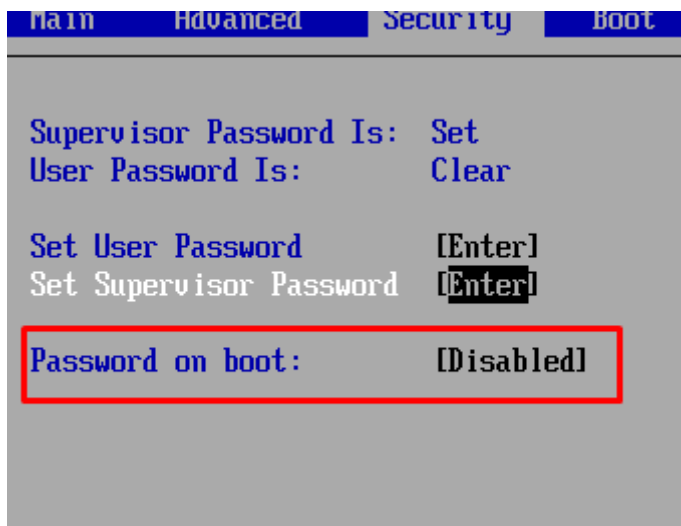 Main Advanced Security Boot
Supervisor Password Is: Set
User Password Is: Clear
Set User Password [Enter]
Set Supervisor Password [Enter]
Password on boot: [Disabled]